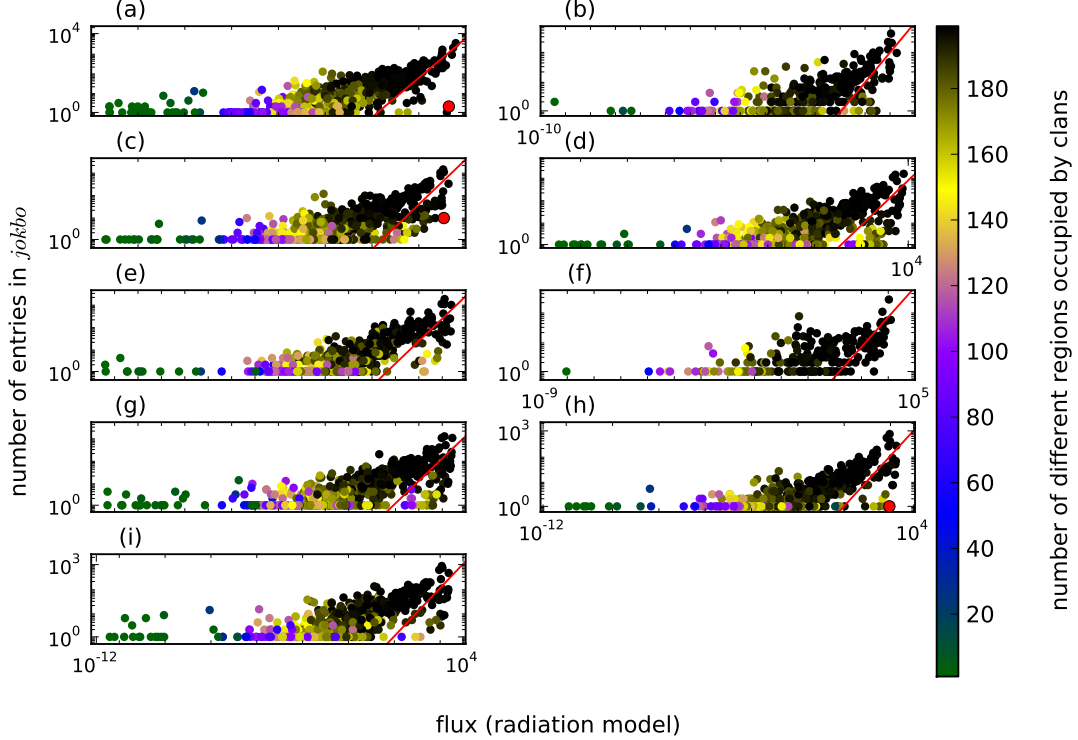 (a)
(b)
10^4
10^0
10^0
10^-10
(c)
(d)
10^0
10^0
10^4
(e)
(f)
10^0
10^0
10^-9
10^5
(g)
(h)
10^0
10^3
10^0
10^-12
10^4
(i)
10^3
10^0
10^-12
10^4
number of entries in jokbo
flux (radiation model)
180
160
140
120
100
80
60
40
20
number of different regions occupied by clans